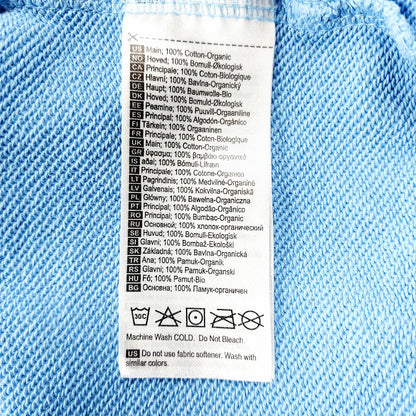 US Main; 100% Cotton-Organic
NO Hoved; 100% Bomull-Økologisk
CA Principale; 100% Coton-Biologique
CZ Hlavní; 100% Bavlna-Organický
DE Haupt; 100% Baumwolle-Bio
DK Hoved; 100% Bomuld-Økologisk
EE Peamine; 100% Puuvill-Orgaaniline
ES Principal; 100% Algodón-Orgánico
FI Tärkein; 100% Orgaaninen
FR Principale; 100% Coton-Biologique
UK Main; 100% Cotton-Organic
GR ύφασμα; 100% βαμβάκι οργανικό
IS aðel; 100% Bómull-Lífræn
IT Principale; 100% Cotone-Organico
LT Pagrindinis; 100% Medvilnė-Organinė
LV Galvenais; 100% Kokvilna-Organiskā
PL Główny; 100% Bawełna-Organiczna
PT Principal; 100% Algodão-Orgânico
RO Principal; 100% Bumbac-Organic
RU Основной; 100% хлопок-органический
SE Huvud; 100% Bomull-Ekologisk
SI Glavni; 100% Bombaž-Ekološki
SK Základná; 100% Bavlna-Organická
TR Ana; 100% Pamuk-Organik
RS Glavni; 100% Pamuk-Organski
HU Fő; 100% Pamut-Bio
BG Основна; 100% Памук-органичен
30C
Machine Wash COLD. Do Not Bleach.
US Do not use fabric softener. Wash with
similar colors.